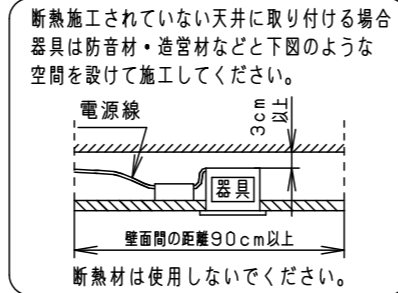 断熱施工されていない天井に取り付ける場合
器具は防音材・造営材などと下図のような
空間を設けて施工してください。
電源線
3cm
以上
器具
壁面間の距離90cm以上
断熱材は使用しないでください。